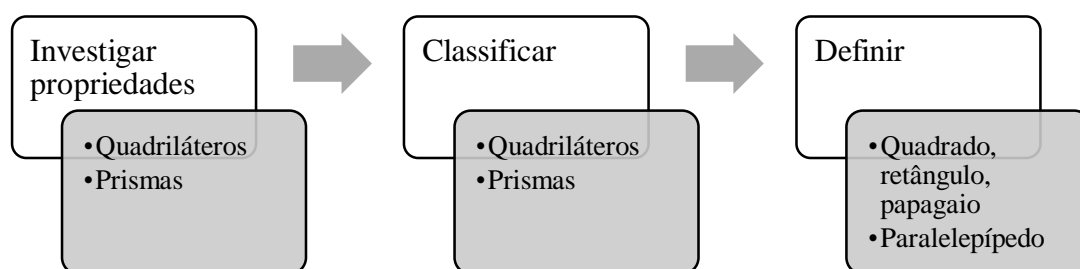 Investigar
propriedades
•Quadriláteros
•Prismas
Classificar
•Quadriláteros
•Prismas
Definir
•Quadrado,
retângulo,
papagaio
•Paralelepípedo